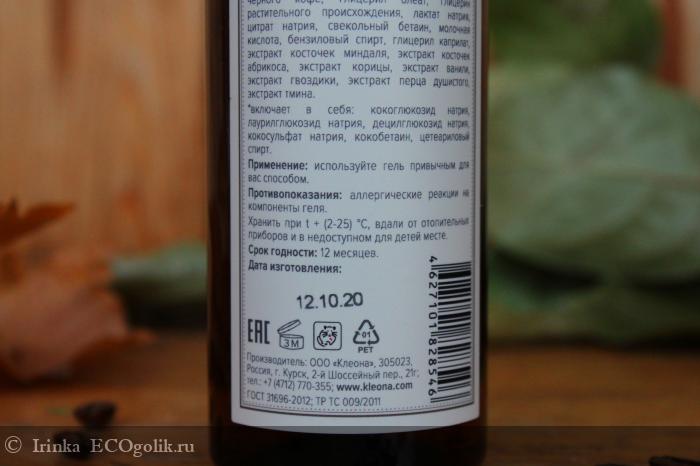 черного кофе, глицерил олеат, глицерин
растительного происхождения, лактат натрия,
цитрат натрия, свекольный бетаин, молочная
кислота, бензиловый спирт, глицерил каприлат,
экстракт косточек миндаля, экстракт косточек
абрикоса, экстракт корицы, экстракт ванили,
экстракт гвоздики, экстракт перца душистого,
экстракт тмина.
*включает в себя: кокоглюкозид натрия,
лаурилглюкозид натрия, децилглюкозид натрия,
кокосульфат натрия, кокобетаин, цетеариловый
спирт.
Применение: используйте гель привычным для
вас способом.
Противопоказания: аллергические реакции на
компоненты геля.
Хранить при t + (2-25) °C, вдали от отопительных
приборов и в недоступном для детей месте.
Срок годности: 12 месяцев.
Дата изготовления:
12.10.20
EAC 3 М 01
PET
Производитель: ООО «Клеона», 305023,
Россия, г. Курск, 2-й Шоссейный пер., 21г;
тел.: +7 (4712) 770-355; www.kleona.com
ГОСТ 31696-2012; ТР ТС 009/2011
4627101828546
© Irinka ECOgolik.ru